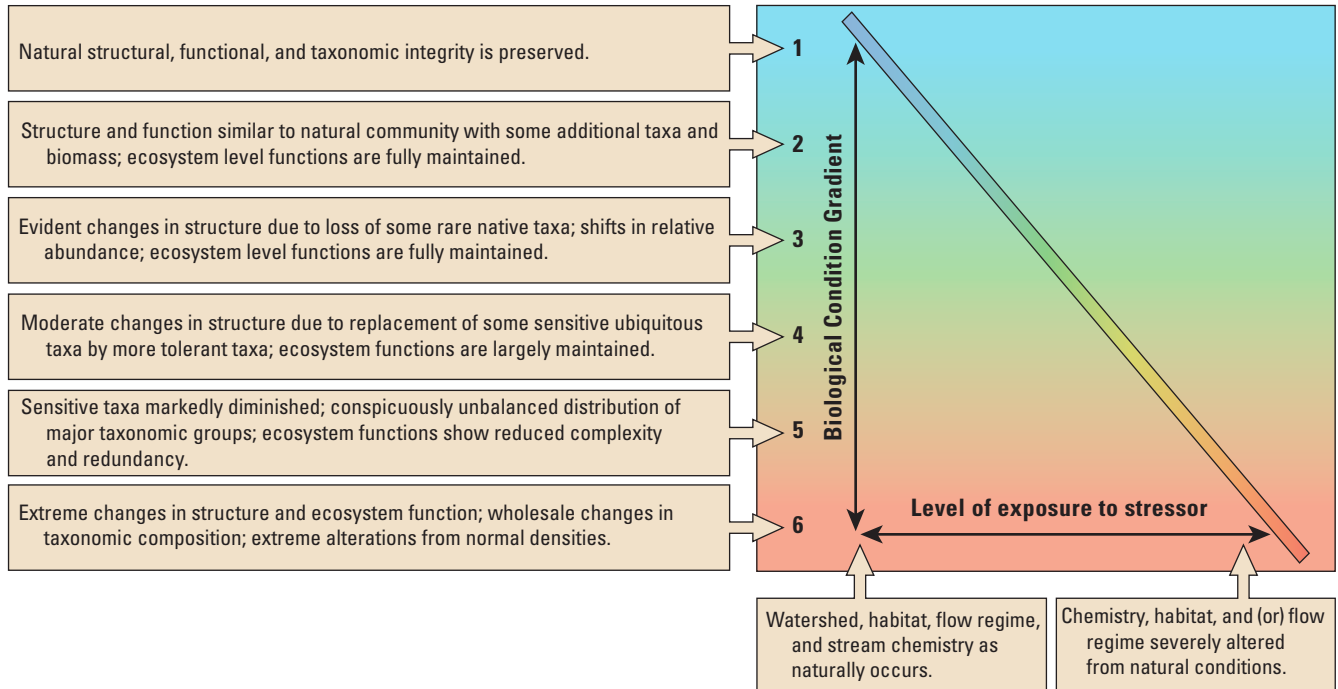 Natural structural, functional, and taxonomic integrity is preserved.
1
Structure and function similar to natural community with some additional taxa and
biomass; ecosystem level functions are fully maintained.
2
Evident changes in structure due to loss of some rare native taxa; shifts in relative
abundance; ecosystem level functions are fully maintained.
3
Moderate changes in structure due to replacement of some sensitive ubiquitous
taxa by more tolerant taxa; ecosystem functions are largely maintained.
4
Sensitive taxa markedly diminished; conspicuously unbalanced distribution of
major taxonomic groups; ecosystem functions show reduced complexity
and redundancy.
5
Extreme changes in structure and ecosystem function; wholesale changes in
taxonomic composition; extreme alterations from normal densities.
6
Biological Condition Gradient
Level of exposure to stressor
Watershed, habitat, flow regime,
and stream chemistry as
naturally occurs.
Chemistry, habitat, and (or) flow
regime severely altered
from natural conditions.